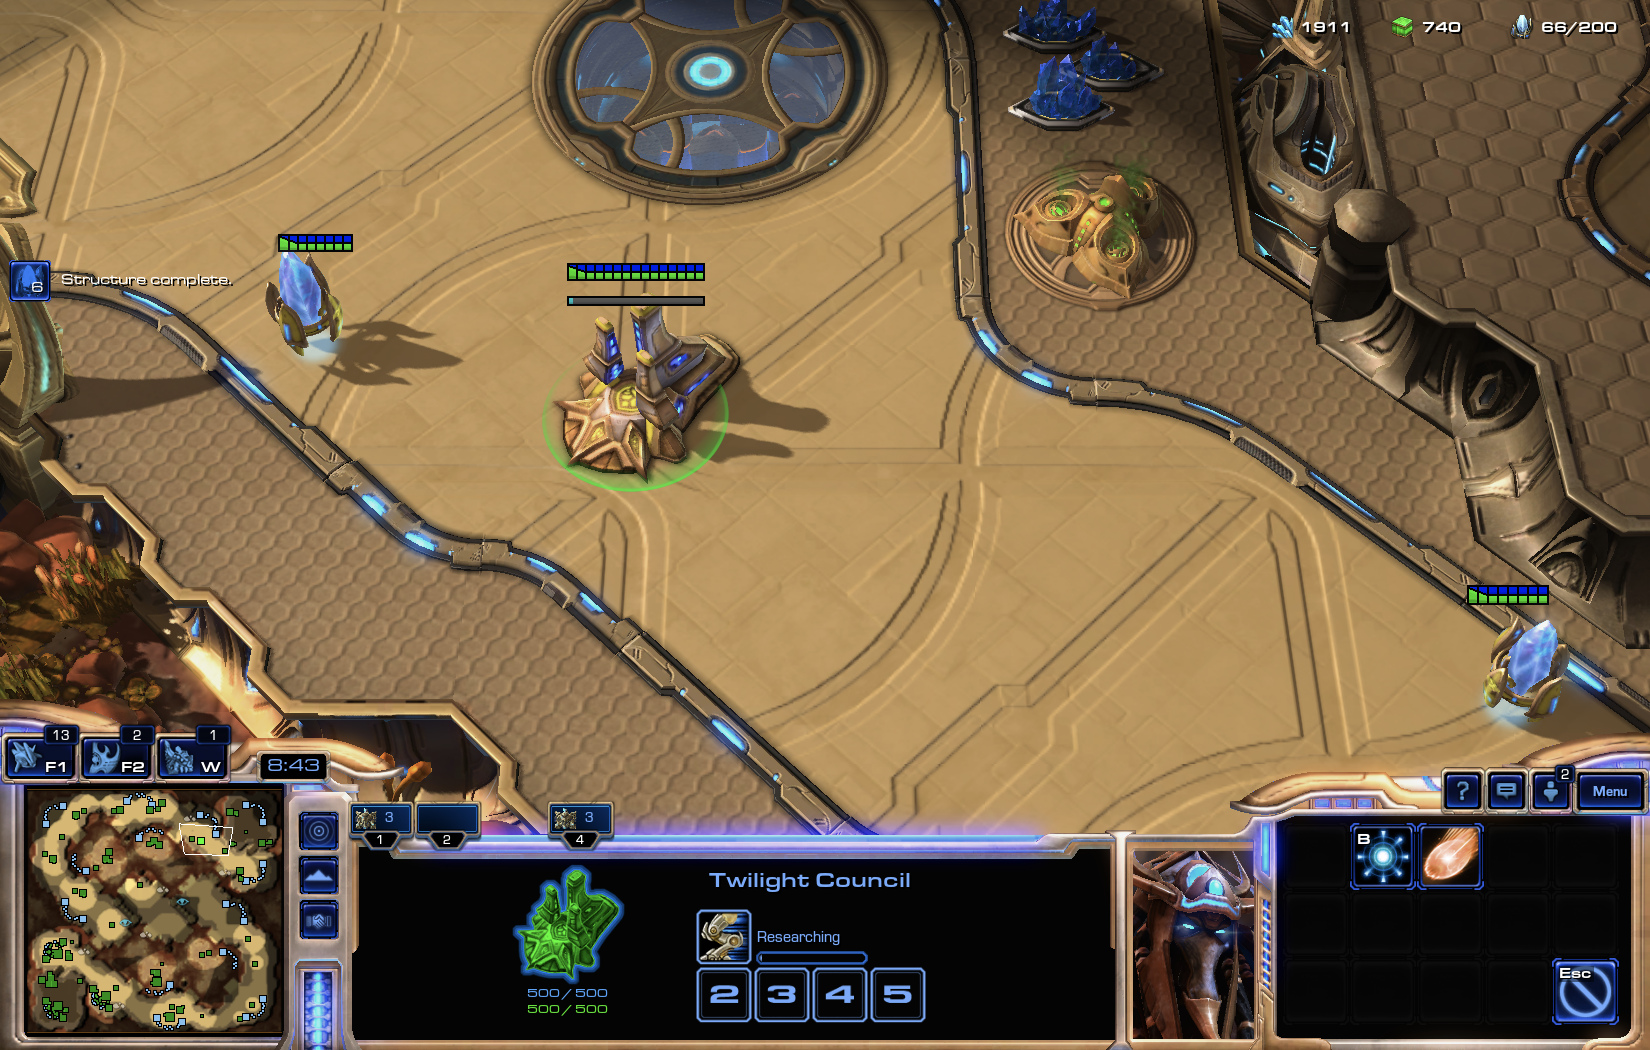 1911 740 66/200
6 Structure complete.
13 2 1
F1 F2 W
8:43
2
? Menu
3 3
1 2 4
B
Twilight Council
Researching
500/500
500/500
2 3 4 5
Esc